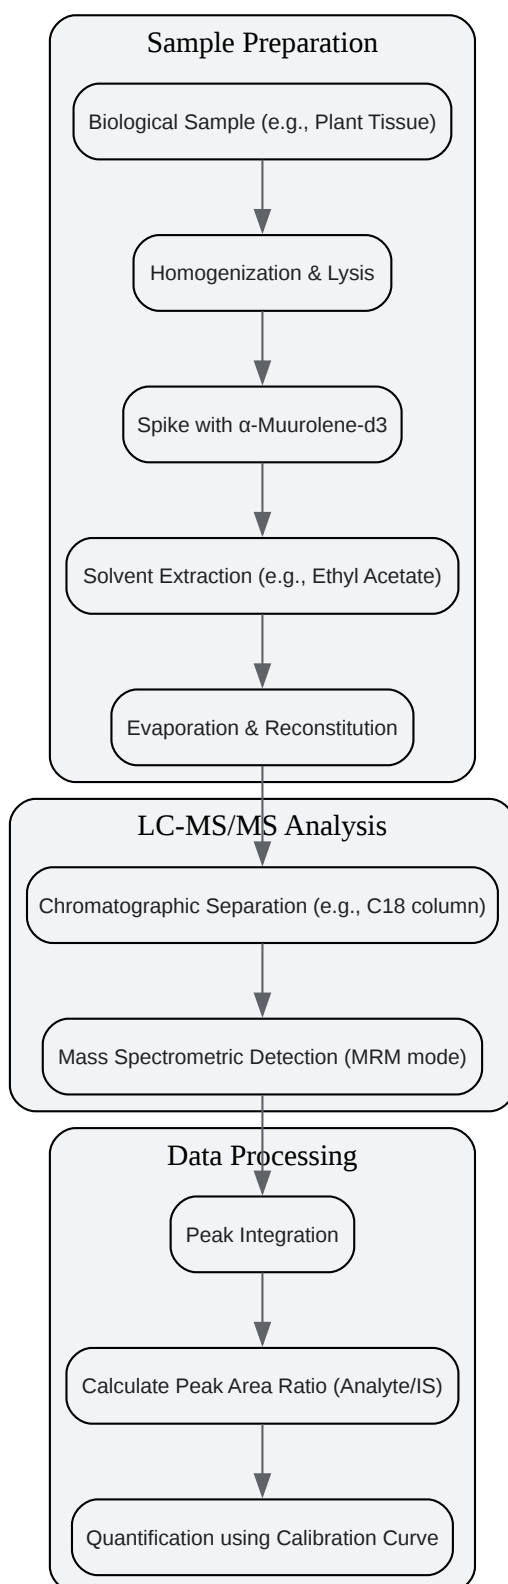 Sample Preparation
Biological Sample (e.g., Plant Tissue)
Homogenization & Lysis
Spike with α-Muurolene-d3
Solvent Extraction (e.g., Ethyl Acetate)
Evaporation & Reconstitution
LC-MS/MS Analysis
Chromatographic Separation (e.g., C18 column)
Mass Spectrometric Detection (MRM mode)
Data Processing
Peak Integration
Calculate Peak Area Ratio (Analyte/IS)
Quantification using Calibration Curve